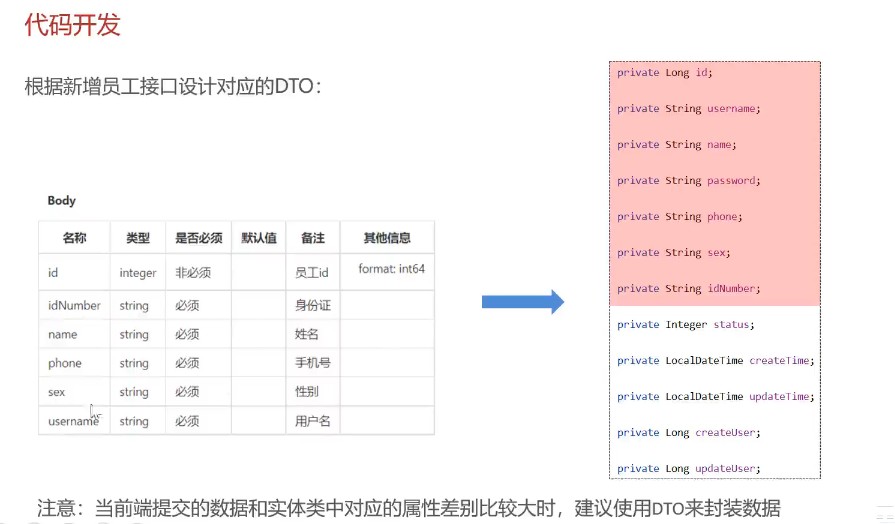 代码开发
根据新增员工接口设计对应的DTO：
Body
名称 类型 是否必须 默认值 备注 其他信息
id integer 非必须 员工id format: int64
idNumber string 必须 身份证
name string 必须 姓名
phone string 必须 手机号
sex string 必须 性别
username string 必须 用户名
private Long id;
private String username;
private String name;
private String password;
private String phone;
private String sex;
private String idNumber;
private Integer status;
private LocalDateTime createTime;
private LocalDateTime updateTime;
private Long createUser;
private Long updateUser;
注意：当前端提交的数据和实体类中对应的属性差别比较大时，建议使用DTO来封装数据